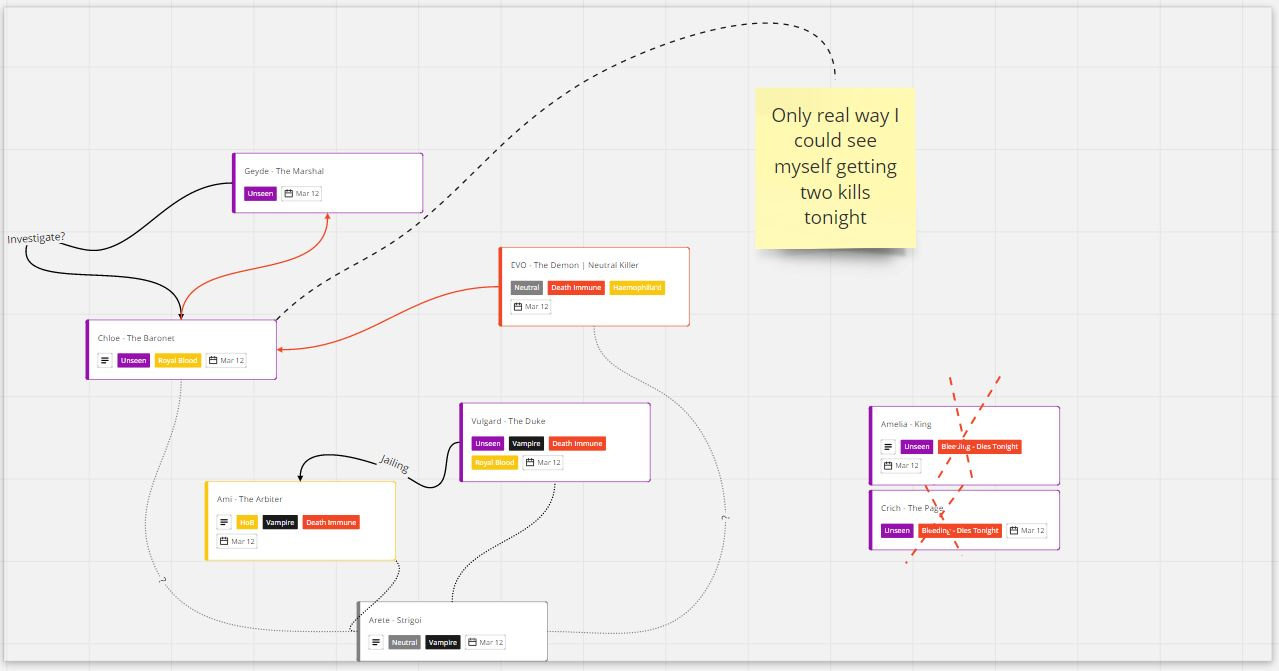 Only real way I
could see
myself getting
two kills
tonight
Geyde - The Marshal
Unseen Mar 12
Investigate?
EVO - The Demon | Neutral Killer
Neutral Death Immune Haemophilia'd
Mar 12
Chloe - The Baronet
Unseen Royal Blood Mar 12
Vulgard - The Duke
Unseen Vampire Death Immune
Royal Blood Mar 12
Jailing
Ami - The Arbiter
HoB Vampire Death Immune
Mar 12
Amelia - King
Unseen Bleeding - Dies Tonight
Mar 12
Crich - The Page
Unseen Bleeding - Dies Tonight Mar 12
?
?
Arete - Strigoi
Neutral Vampire Mar 12